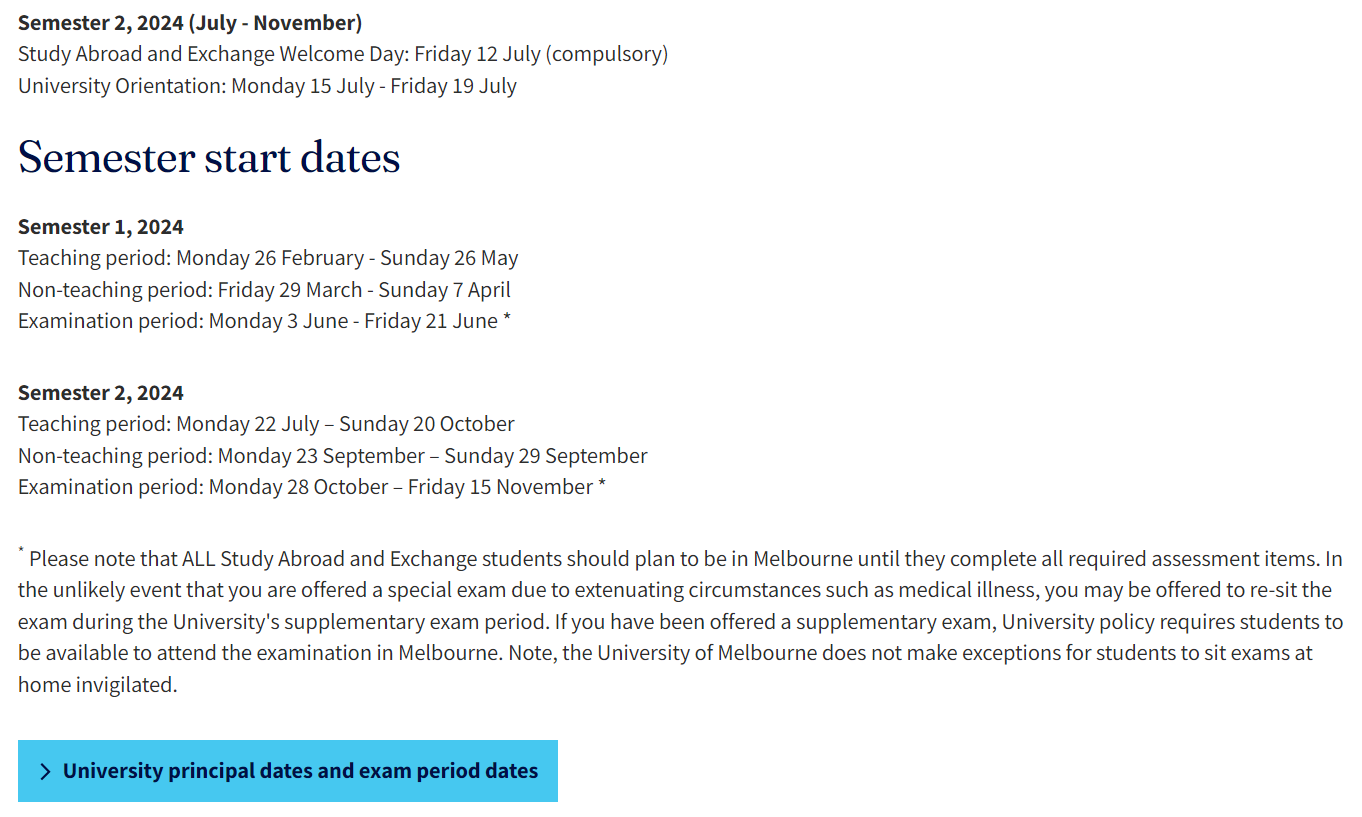 Semester 2, 2024 (July - November)
Study Abroad and Exchange Welcome Day: Friday 12 July (compulsory)
University Orientation: Monday 15 July - Friday 19 July
Semester start dates
Semester 1, 2024
Teaching period: Monday 26 February - Sunday 26 May
Non-teaching period: Friday 29 March - Sunday 7 April
Examination period: Monday 3 June - Friday 21 June *
Semester 2, 2024
Teaching period: Monday 22 July – Sunday 20 October
Non-teaching period: Monday 23 September – Sunday 29 September
Examination period: Monday 28 October – Friday 15 November *
* Please note that ALL Study Abroad and Exchange students should plan to be in Melbourne until they complete all required assessment items. In
the unlikely event that you are offered a special exam due to extenuating circumstances such as medical illness, you may be offered to re-sit the
exam during the University's supplementary exam period. If you have been offered a supplementary exam, University policy requires students to
be available to attend the examination in Melbourne. Note, the University of Melbourne does not make exceptions for students to sit exams at
home invigilated.
University principal dates and exam period dates